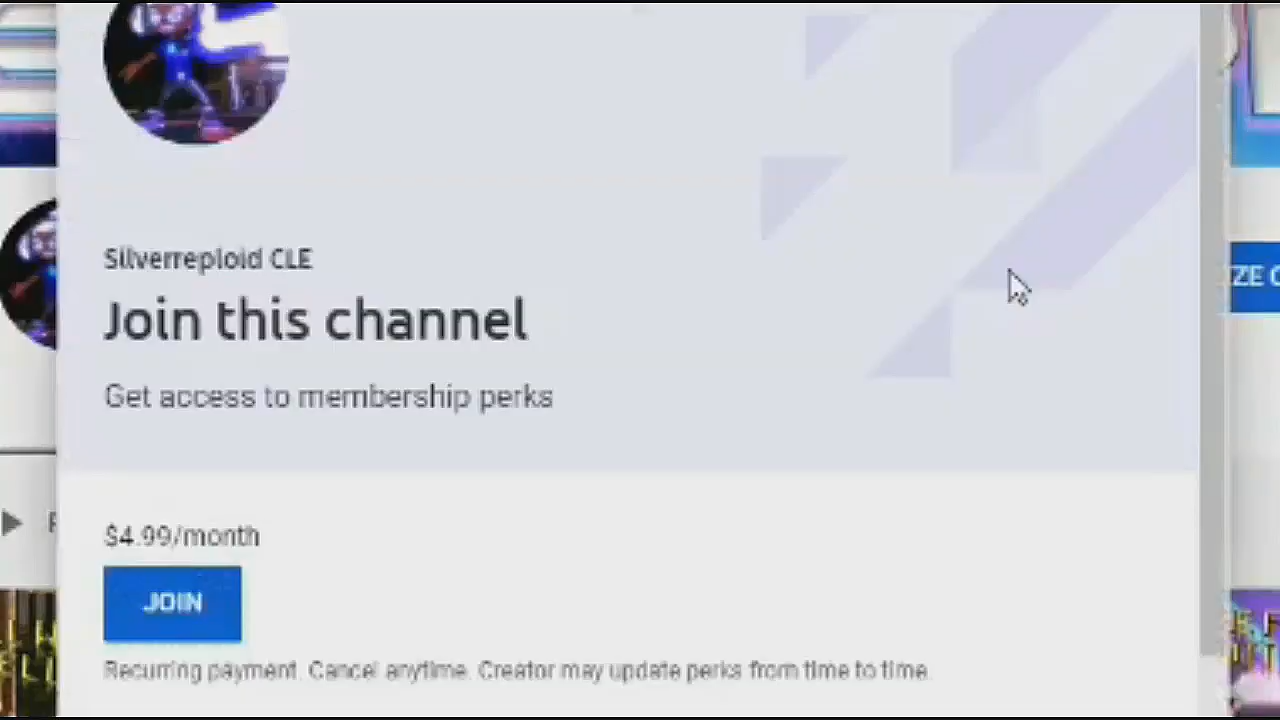 Silverreploid CLE
Join this channel
Get access to membership perks
ZE C
$4.99/month
JOIN
Recurring payment. Cancel anytime. Creator may update perks from time to time.